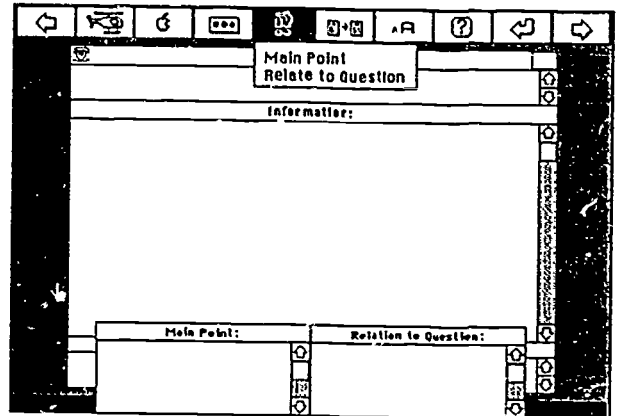 Main Point
Relate to Question
Information:
Main Point:
Relation to Question: